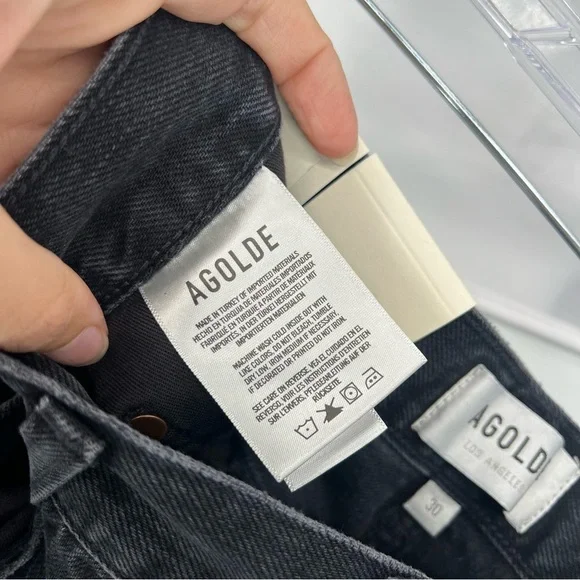 AGOLDE
MADE IN TURKEY OF IMPORTED MATERIALS
HECHO EN TURQUIA DE MATERIALES IMPORTADOS
FABRIQUE EN TURQUIE A PARTIR DE MATÉRIAUX
IMPORTÉS, IN DER TÜRKEI HERGESTELLT MIT
IMPORTIERTEN MATERIALIEN
MACHINE WASH COLD INSIDE OUT WITH
LIKE COLORS. DO NOT BLEACH, TUMBLE
DRY LOW. IRON MEDIUM IF NECESSARY.
IF DECORATED OR PRINTED DO NOT IRON.
SEE CARE ON REVERSE. VEA EL CUIDADO EN EL
REVERSO. VOIR LES INSTRUCTIONS D'ENTRETIEN
SUR L'ENVERS. PFLEGEANLEITUNG AUF DER
RÜCKSEITE
AGOLD
LOS ANGELES
30